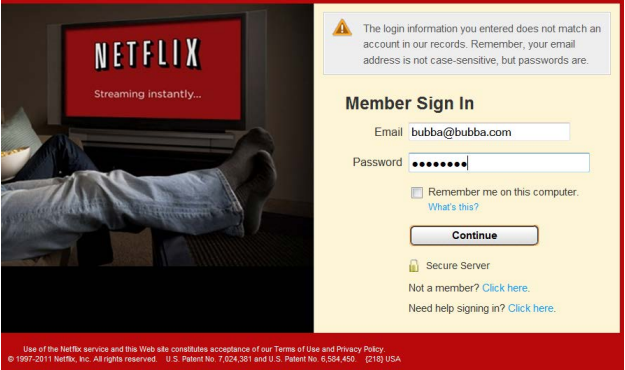 NETFLIX
Streaming instantly...
The login information you entered does not match an
account in our records. Remember, your email
address is not case-sensitive, but passwords are.
Member Sign In
Email bubba@bubba.com
Password ●●●●●●●●
Remember me on this computer.
What's this?
Continue
Secure Server
Not a member? Click here.
Need help signing in? Click here.
Use of the Netflix service and this Web site constitutes acceptance of our Terms of Use and Privacy Policy.
© 1997-2011 Netflix, Inc. All rights reserved. U.S. Patent No. 7,024,381 and U.S. Patent No. 6,584,450. {218} USA